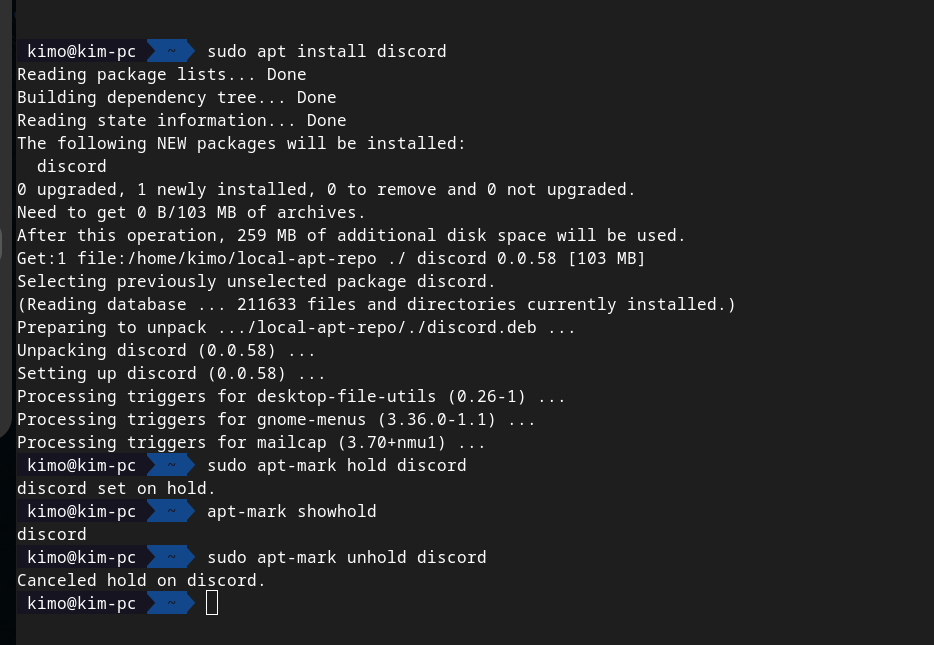 kimo@kim-pc ~ sudo apt install discord
Reading package lists... Done
Building dependency tree... Done
Reading state information... Done
The following NEW packages will be installed:
  discord
0 upgraded, 1 newly installed, 0 to remove and 0 not upgraded.
Need to get 0 B/103 MB of archives.
After this operation, 259 MB of additional disk space will be used.
Get:1 file:/home/kimo/local-apt-repo ./ discord 0.0.58 [103 MB]
Selecting previously unselected package discord.
(Reading database ... 211633 files and directories currently installed.)
Preparing to unpack .../local-apt-repo/./discord.deb ...
Unpacking discord (0.0.58) ...
Setting up discord (0.0.58) ...
Processing triggers for desktop-file-utils (0.26-1) ...
Processing triggers for gnome-menus (3.36.0-1.1) ...
Processing triggers for mailcap (3.70+nmu1) ...
kimo@kim-pc ~ sudo apt-mark hold discord
discord set on hold.
kimo@kim-pc ~ apt-mark showhold
discord
kimo@kim-pc ~ sudo apt-mark unhold discord
Canceled hold on discord.
kimo@kim-pc ~